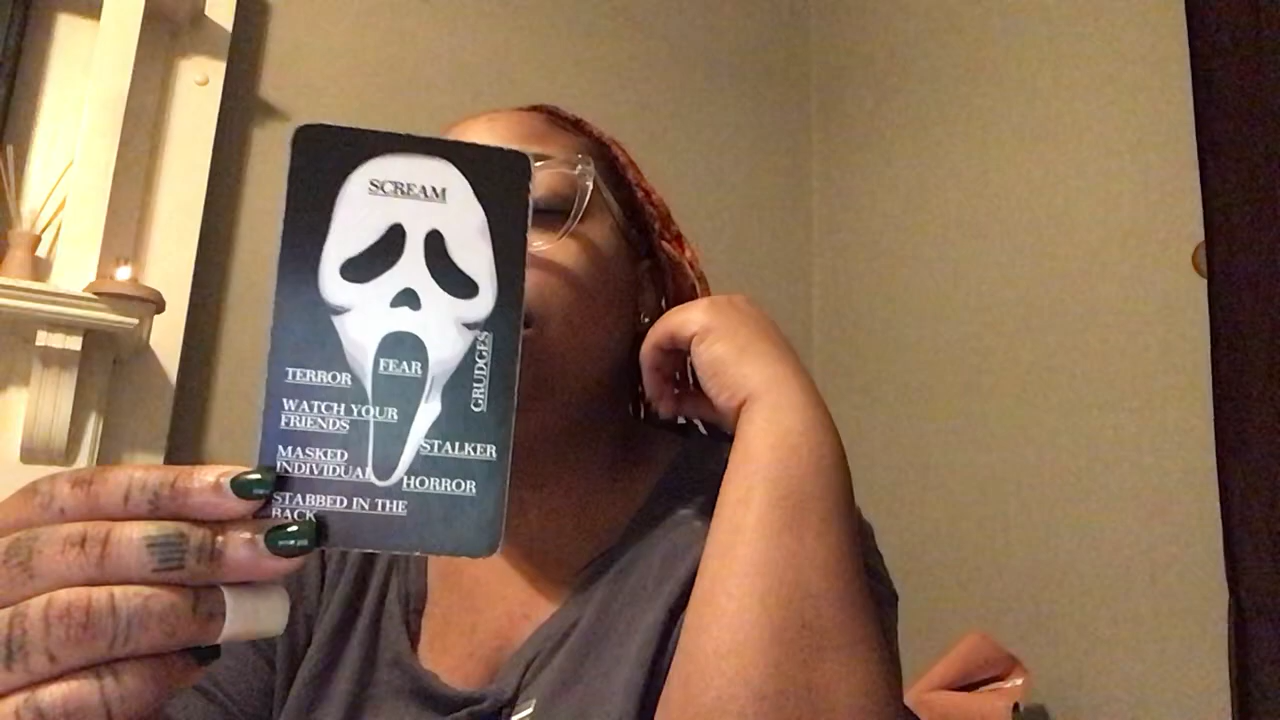 SCREAM
FEAR
GRUDGES
TERROR
WATCH YOUR
FRIENDS
STALKER
MASKED
INDIVIDUAL
HORROR
STABBED IN THE
BACK